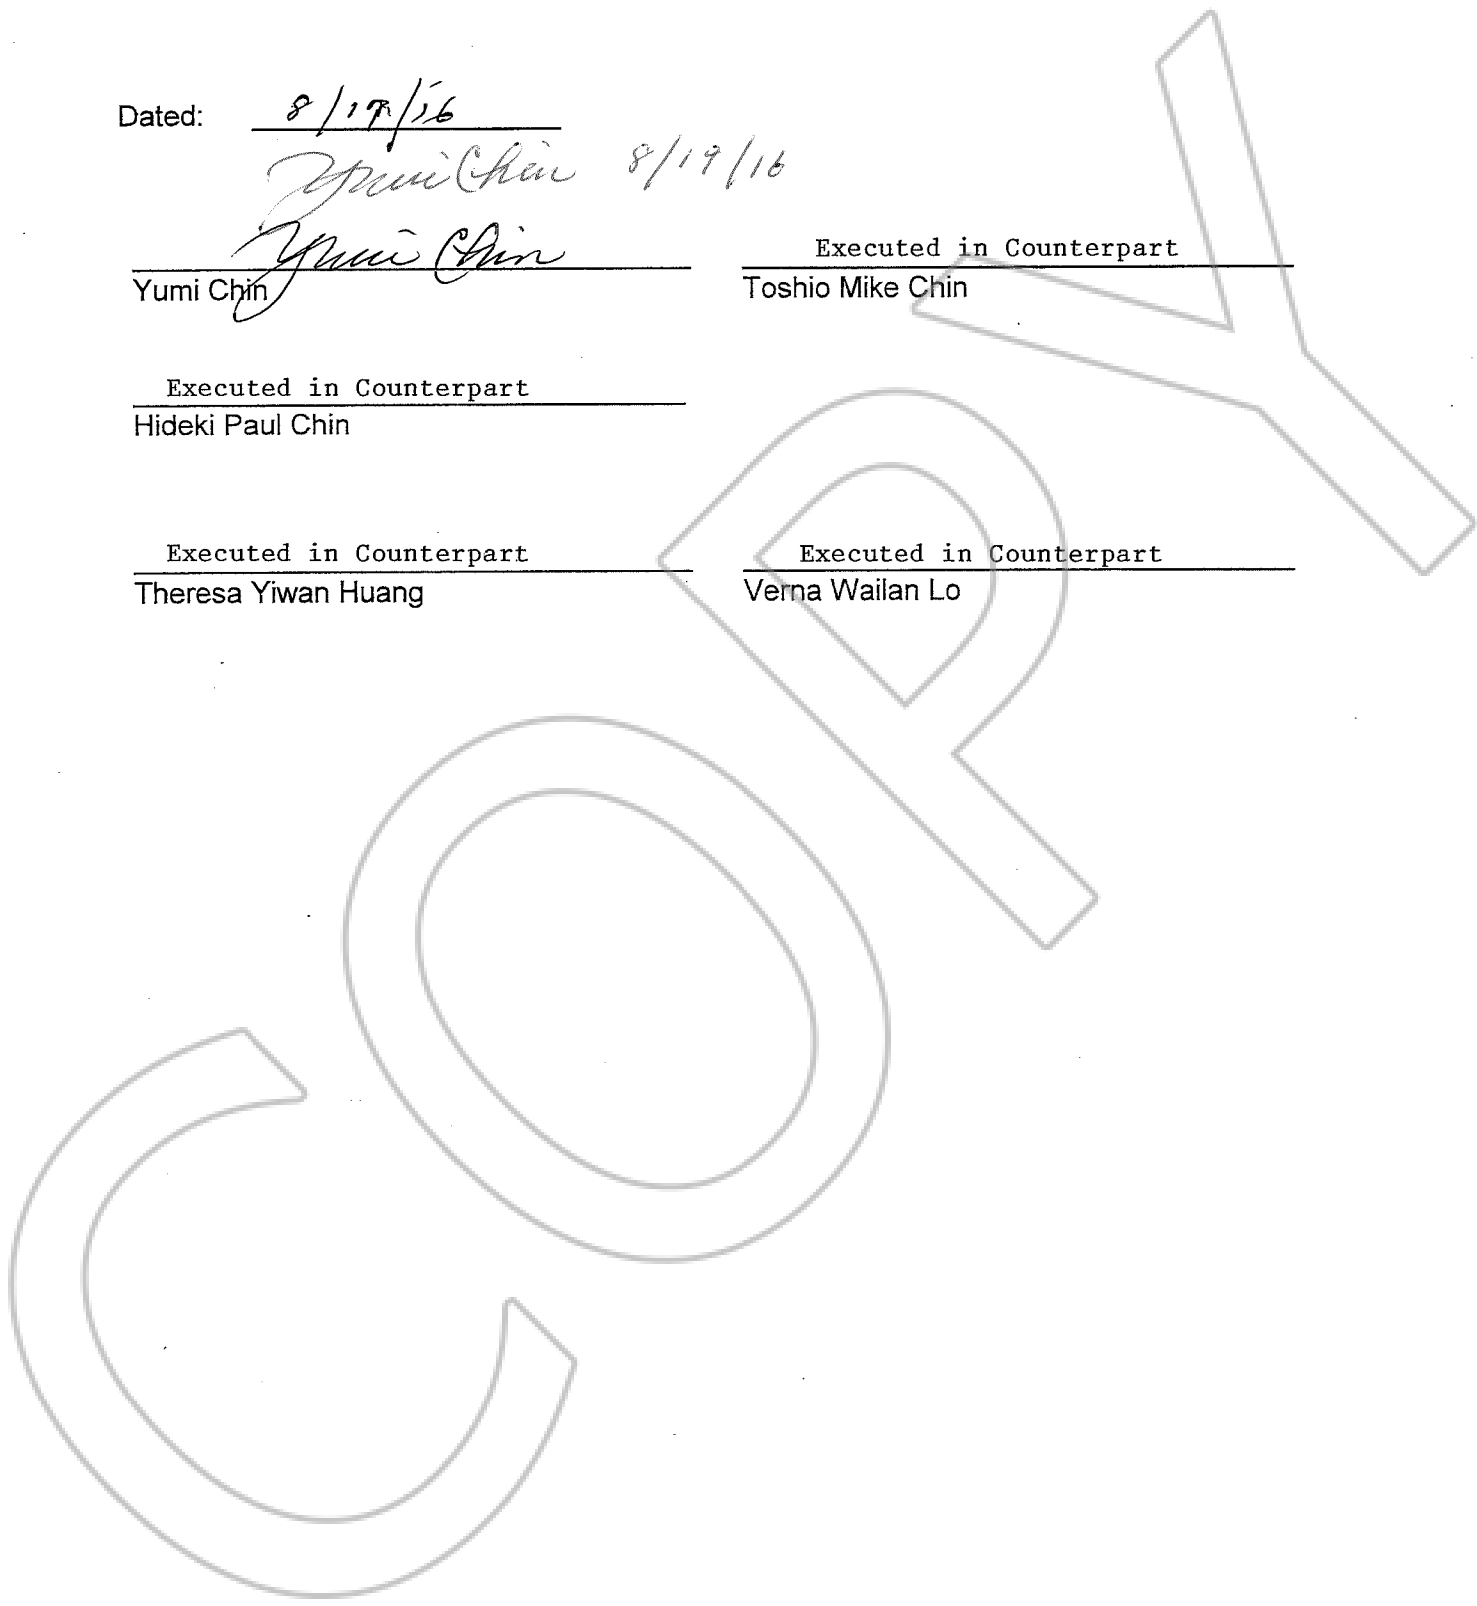 Dated: 8/19/16
Yumi Chin 8/19/16
Yumi Chin
Executed in Counterpart
Yumi Chin
Toshio Mike Chin
Executed in Counterpart
Hideki Paul Chin
Executed in Counterpart Executed in Counterpart
Theresa Yiwan Huang Verna Wailan Lo
COPY